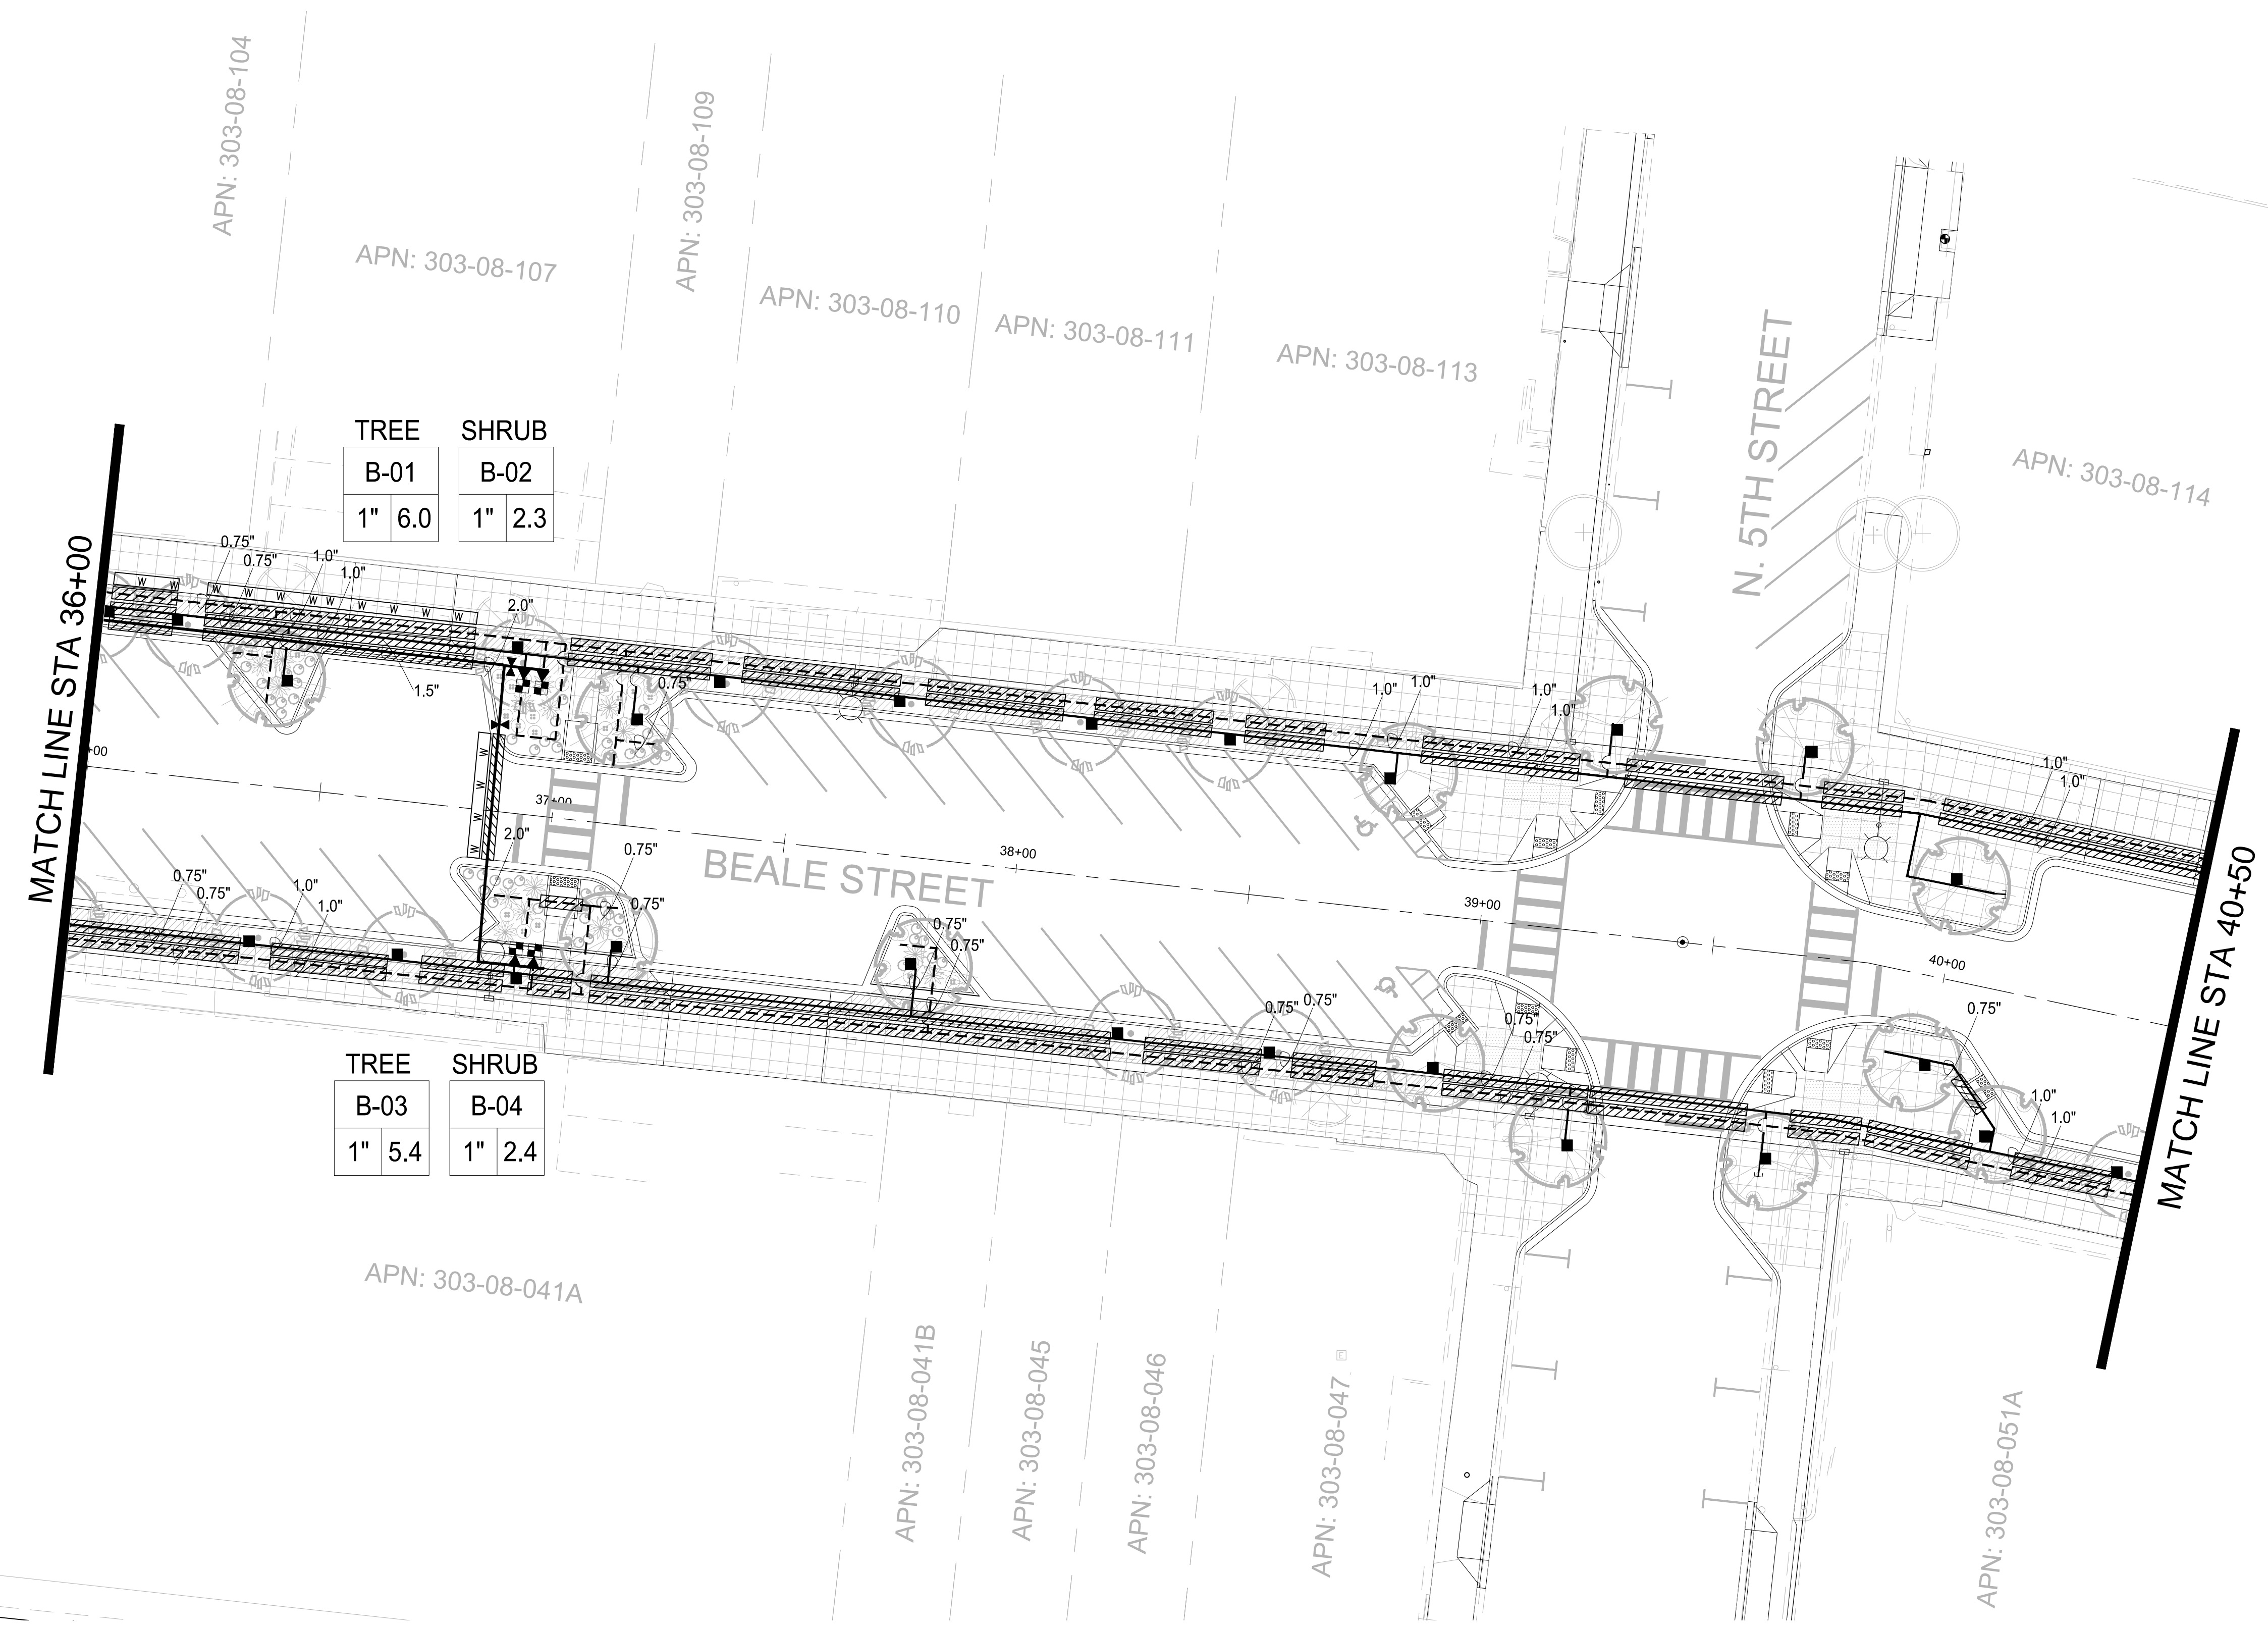 APN: 303-08-104
APN: 303-08-107
APN: 303-08-109
APN: 303-08-110
APN: 303-08-111
APN: 303-08-113
N. 5TH STREET
APN: 303-08-114
TREE
B-01
1" 6.0
SHRUB
B-02
1" 2.3
MATCH LINE STA 36+00
0.75"
0.75"
1.0"
1.0"
W W
W W W W W W W W
2.0"
1.5"
0.75"
1.0"
1.0"
1.0"
1.0"
1.0"
1.0"
+00
W
W
W
W
37+00
2.0"
0.75"
0.75"
BEALE STREET
38+00
39+00
40+00
MATCH LINE STA 40+50
0.75"
0.75"
1.0"
1.0"
0.75"
0.75"
0.75"
0.75"
0.75"
0.75"
0.75"
1.0"
1.0"
TREE
B-03
1" 5.4
SHRUB
B-04
1" 2.4
APN: 303-08-041A
APN: 303-08-041B
APN: 303-08-045
APN: 303-08-046
APN: 303-08-047
E
APN: 303-08-051A